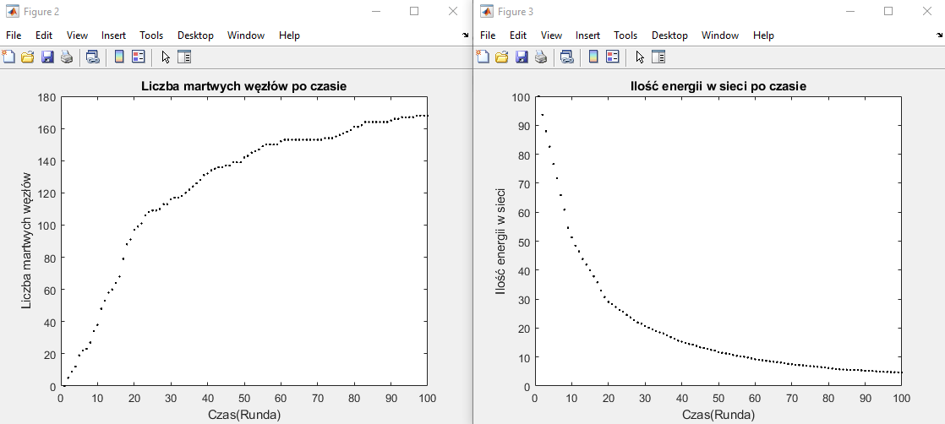 Figure 2
File Edit View Insert Tools Desktop Window Help
Liczba martwych węzłów po czasie
180
160
140
120
100
80
60
40
20
0
Liczba martwych węzłów
0 10 20 30 40 50 60 70 80 90 100
Czas(Runda)
Figure 3
File Edit View Insert Tools Desktop Window Help
Ilość energii w sieci po czasie
100
90
80
70
60
50
40
30
20
10
0
Ilość energii w sieci
0 10 20 30 40 50 60 70 80 90 100
Czas(Runda)